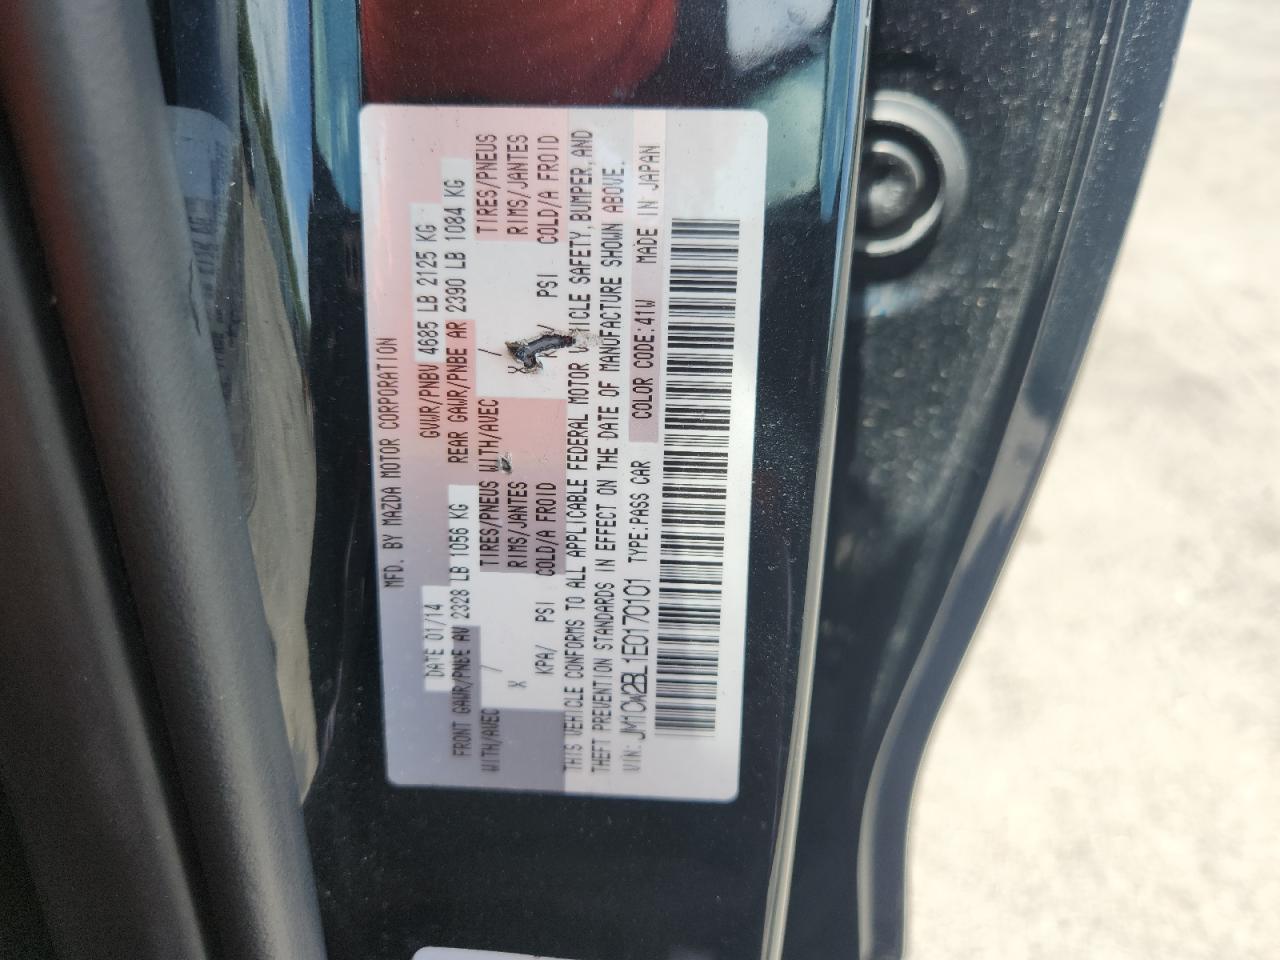 MFD. BY MAZDA MOTOR CORPORATION
DATE 01/14 GVWR/PNBV 4685 LB 2125 KG
FRONT GAWR/PNBE AV 2328 LB 1056 KG REAR GAWR/PNBE AR 2390 LB 1084 KG
WITH/AVEC / TIRES/PNEUS WITH/AVEC / TIRES/PNEUS
X RIMS/JANTES X RIMS/JANTES
KPA/ PSI COLD/A FROID PSI COLD/A FROID
THIS VEHICLE CONFORMS TO ALL APPLICABLE FEDERAL MOTOR SAFETY, BUMPER, AND
THEFT PREVENTION STANDARDS IN EFFECT ON THE DATE OF MANUFACTURE SHOWN ABOVE.
VIN: JM1CW2BL1E0170101 TYPE:PASS CAR COLOR CODE:41W MADE IN JAPAN